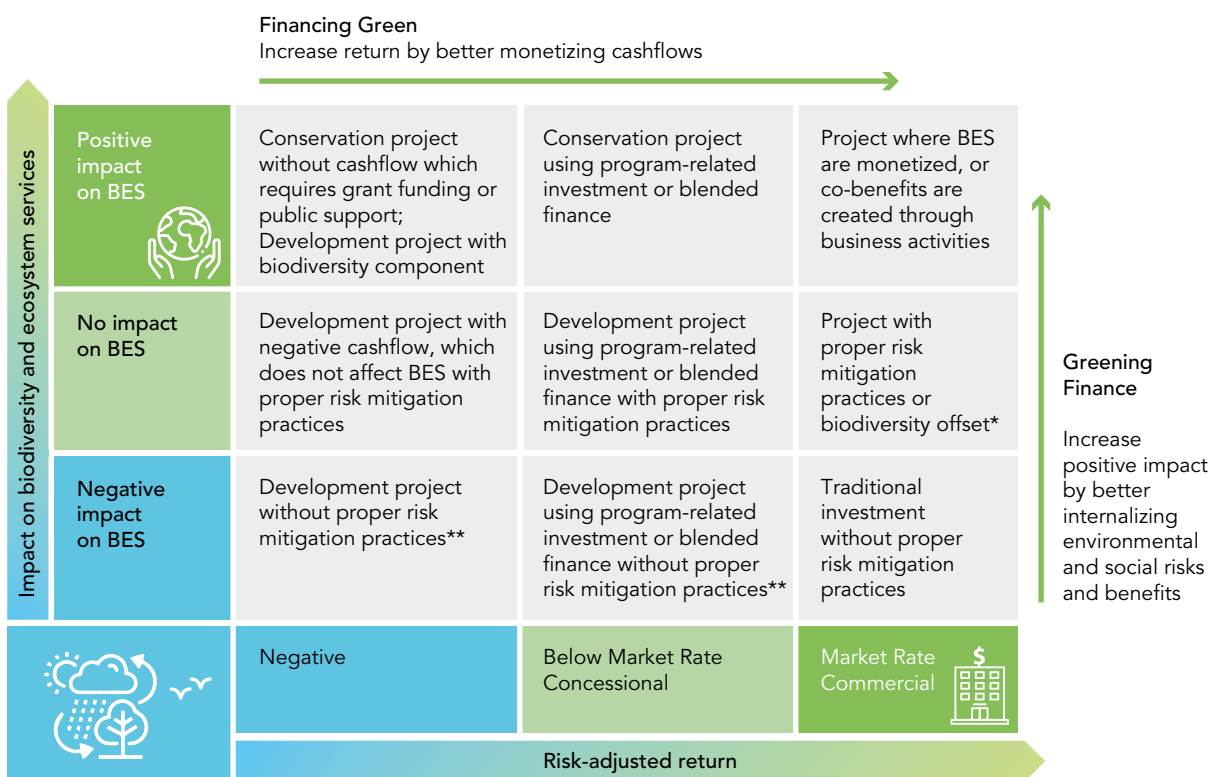 Financing Green
Increase return by better monetizing cashflows
Impact on biodiversity and ecosystem services
Positive
impact
on BES
Conservation project
without cashflow which
requires grant funding or
public support;
Development project with
biodiversity component
Conservation project
using program-related
investment or blended
finance
Project where BES
are monetized, or
co-benefits are
created through
business activities
No impact
on BES
Development project with
negative cashflow, which
does not affect BES with
proper risk mitigation
practices
Development project
using program-related
investment or blended
finance with proper risk
mitigation practices
Project with
proper risk
mitigation
practices or
biodiversity offset*
Negative
impact
on BES
Development project
without proper risk
mitigation practices**
Development project
using program-related
investment or blended
finance without proper
risk mitigation practices**
Traditional
investment
without proper
risk mitigation
practices
Greening
Finance
Increase
positive impact
by better
internalizing
environmental
and social risks
and benefits
Negative
Below Market Rate
Concessional
Market Rate
Commercial
$
Risk-adjusted return